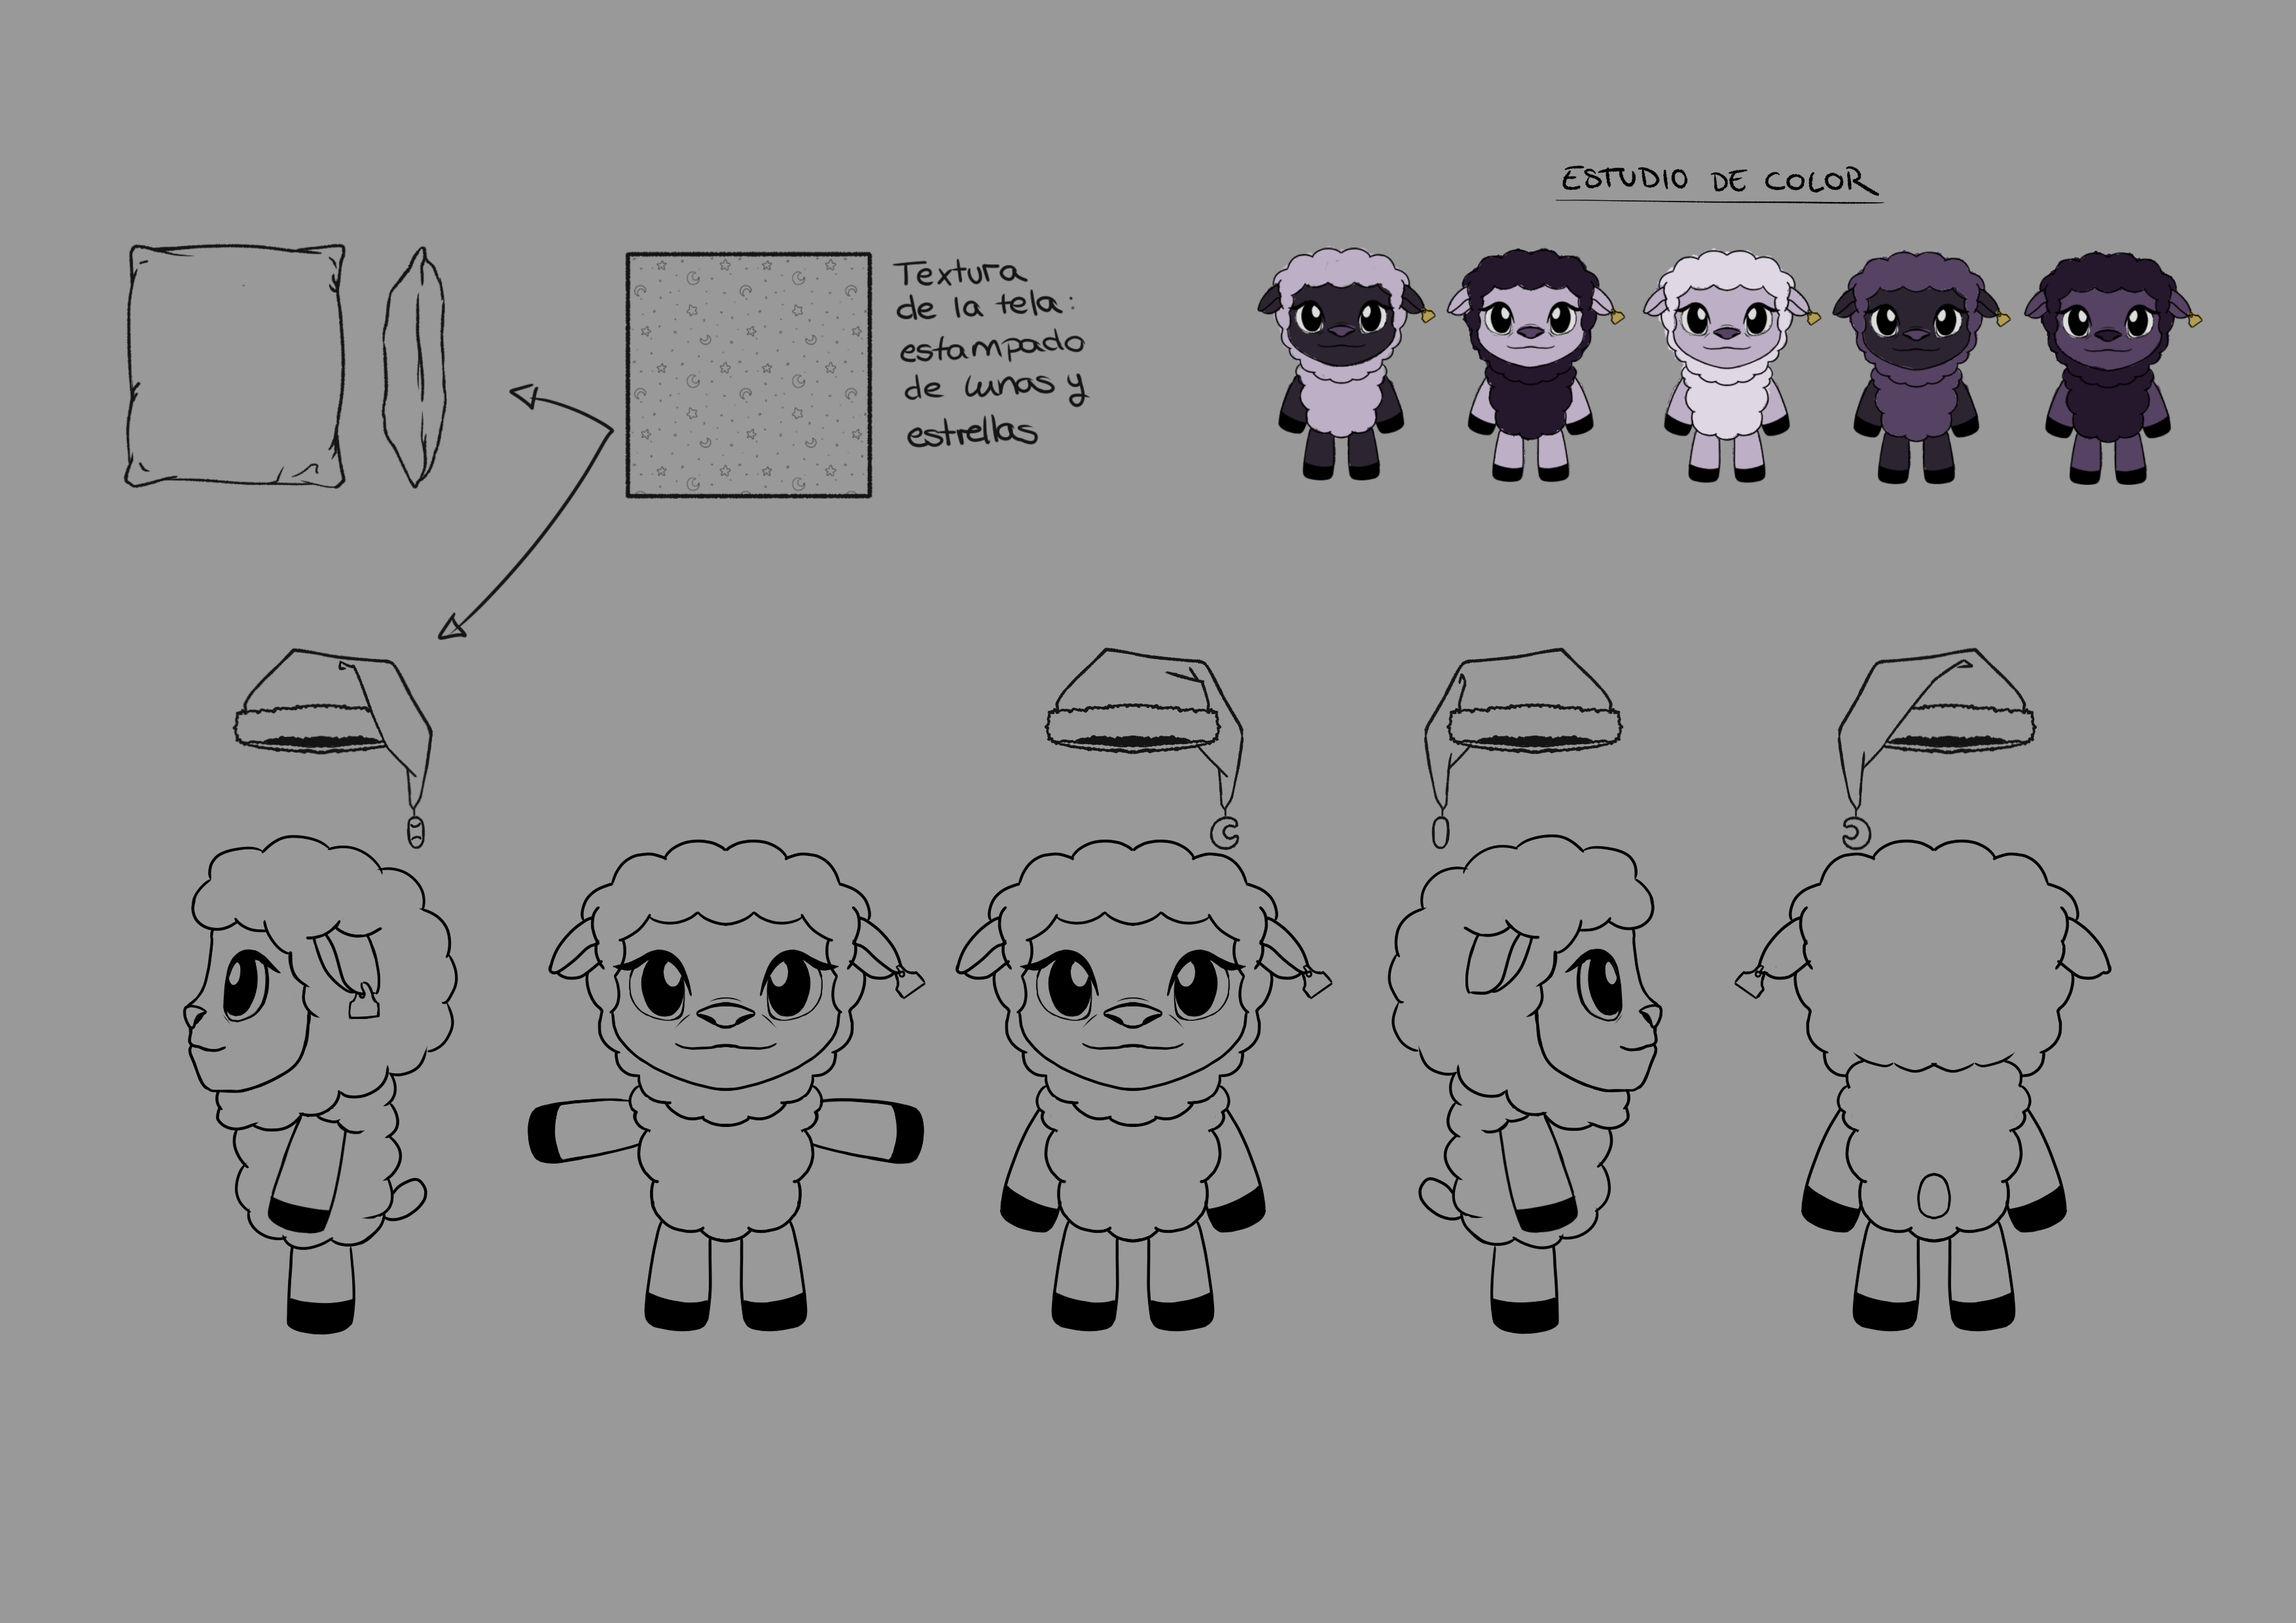 ESTUDIO DE COLOR
Textura
de la tela:
estampado
de lunas y
estrellas